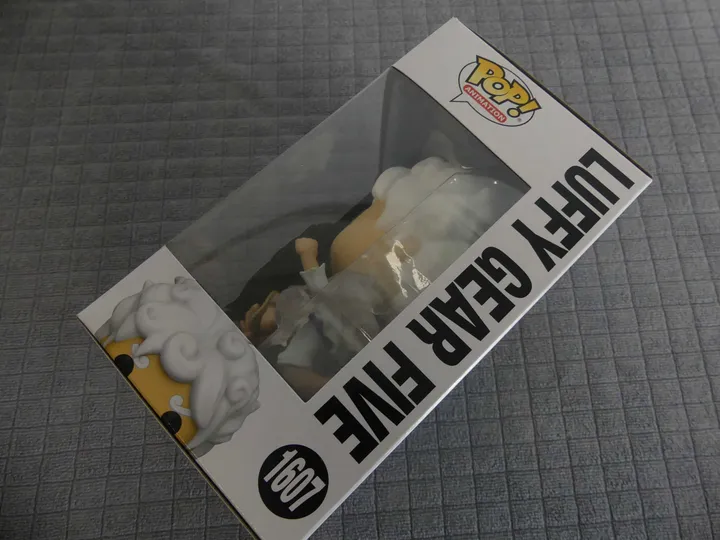 POP!
ANIMATION
LUFFY GEAR FIVE
1607